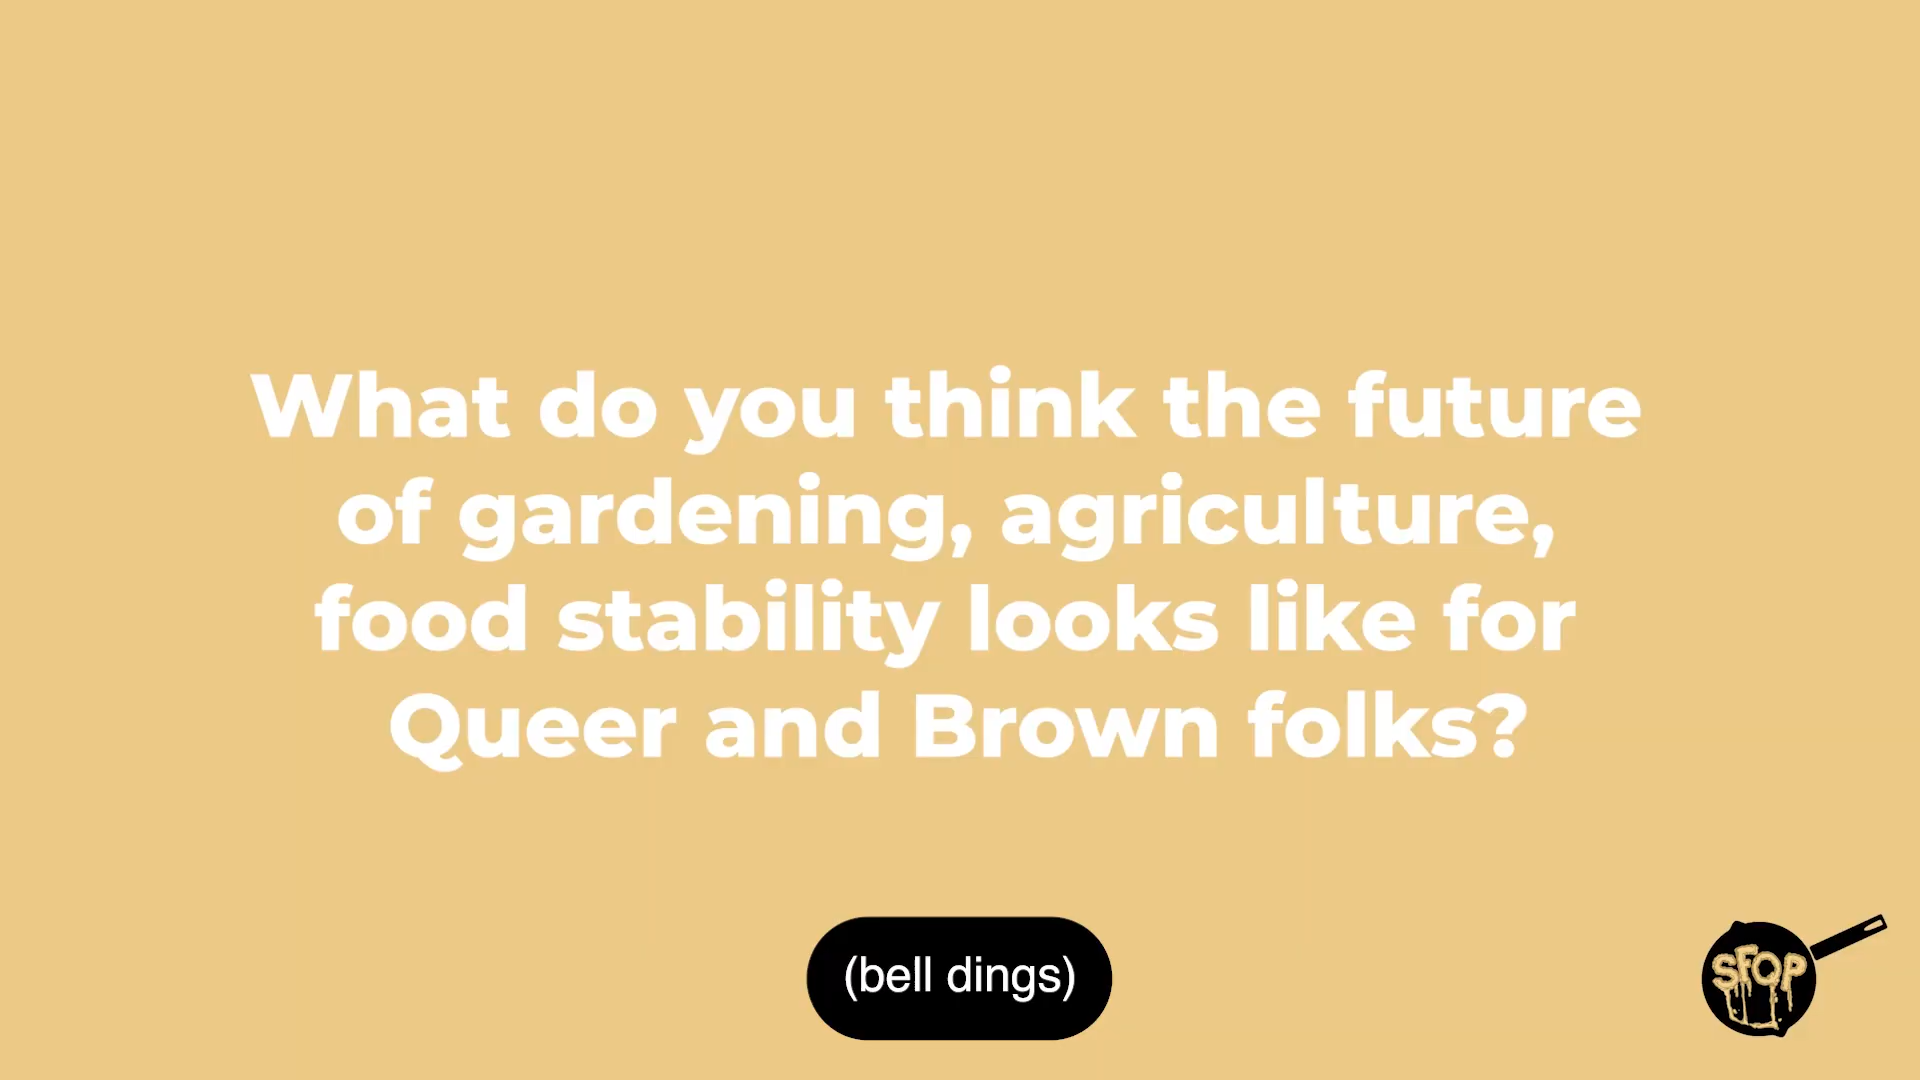 What do you think the future
of gardening, agriculture,
food stability looks like for
Queer and Brown folks?
(bell dings)
SFQP